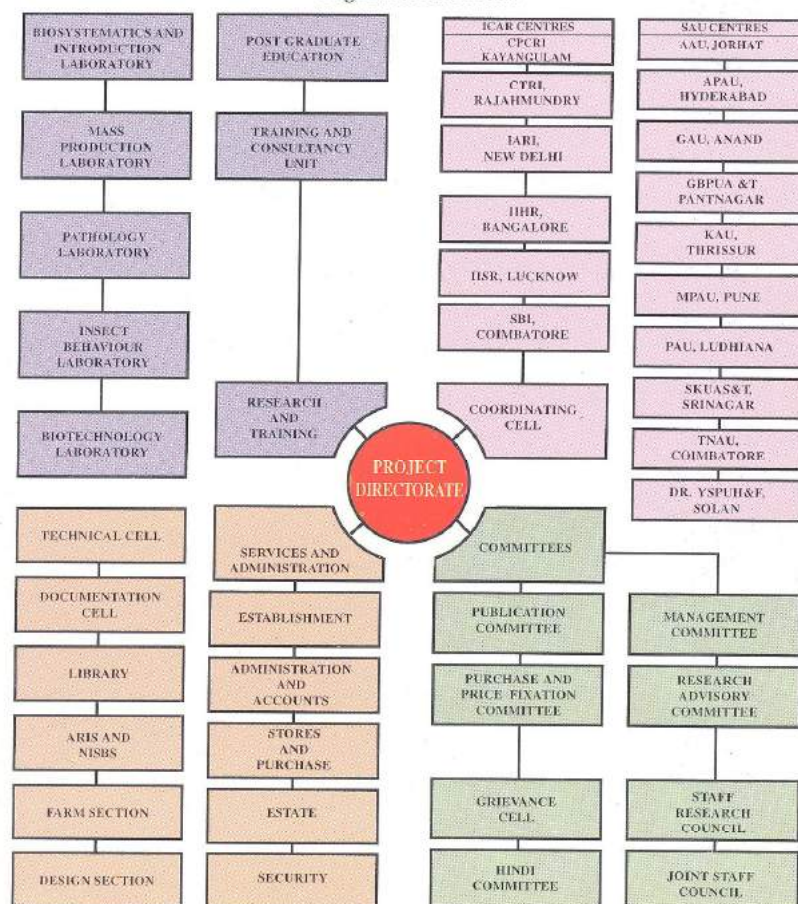 BIOSYSTEMATICS AND
INTRODUCTION
LABORATORY
MASS
PRODUCTION
LABORATORY
PATHOLOGY
LABORATORY
INSECT
BEHAVIOUR
LABORATORY
BIOTECHNOLOGY
LABORATORY
POST GRADUATE
EDUCATION
TRAINING AND
CONSULTANCY
UNIT
RESEARCH
AND
TRAINING
ICAR CENTRES
CPCRI
KAYANGULAM
CTRI,
RAJAHMUNDRY
IARI,
NEW DELHI
IIHR,
BANGALORE
IISR, LUCKNOW
SBI,
COIMBATORE
COORDINATING
CELL
SAU CENTRES
AAU, JORHAT
APAU,
HYDERABAD
GAU, ANAND
GBPUA &T
PANTNAGAR
KAU,
THRISSUR
MPAU, PUNE
PAU, LUDHIANA
SKUAS&T,
SRINAGAR
TNAU,
COIMBATORE
DR. YSPUH&F,
SOLAN
PROJECT
DIRECTORATE
TECHNICAL CELL
DOCUMENTATION
CELL
LIBRARY
ARIS AND
NISBS
FARM SECTION
DESIGN SECTION
SERVICES AND
ADMINISTRATION
ESTABLISHMENT
ADMINISTRATION
AND
ACCOUNTS
STORES
AND
PURCHASE
ESTATE
SECURITY
COMMITTEES
PUBLICATION
COMMITTEE
PURCHASE AND
PRICE FIXATION
COMMITTEE
GRIEVANCE
CELL
HINDI
COMMITTEE
MANAGEMENT
COMMITTEE
RESEARCH
ADVISORY
COMMITTEE
STAFF
RESEARCH
COUNCIL
JOINT STAFF
COUNCIL